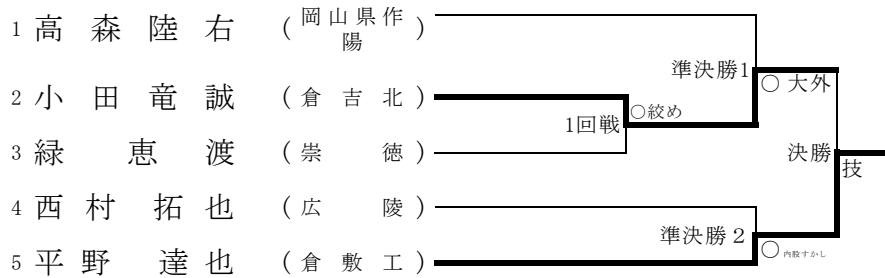 1 高森陸右 (岡山県作陽)
準決勝1
○ 大外
2 小田竜誠 (倉吉北)
○絞め
1回戦
3 緑恵渡 (崇徳)
決勝
技
4 西村拓也 (広陵)
準決勝2
○ 内股すかし
5 平野達也 (倉敷工)